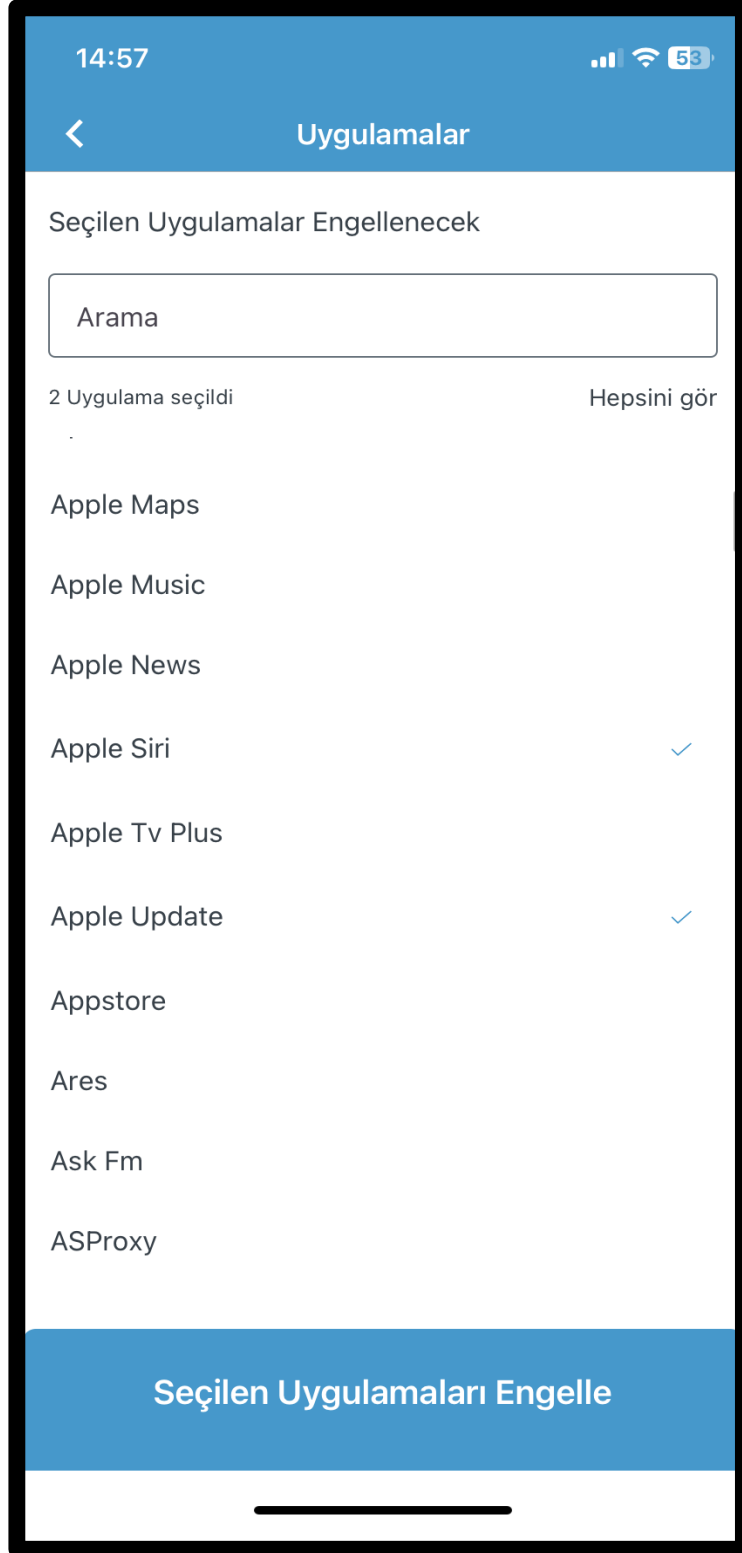 14:57
53
Uygulamalar
Seçilen Uygulamalar Engellenecek
Arama
2 Uygulama seçildi
Hepsini gör
Apple Maps
Apple Music
Apple News
Apple Siri
Apple Tv Plus
Apple Update
Appstore
Ares
Ask Fm
ASProxy
Seçilen Uygulamaları Engelle